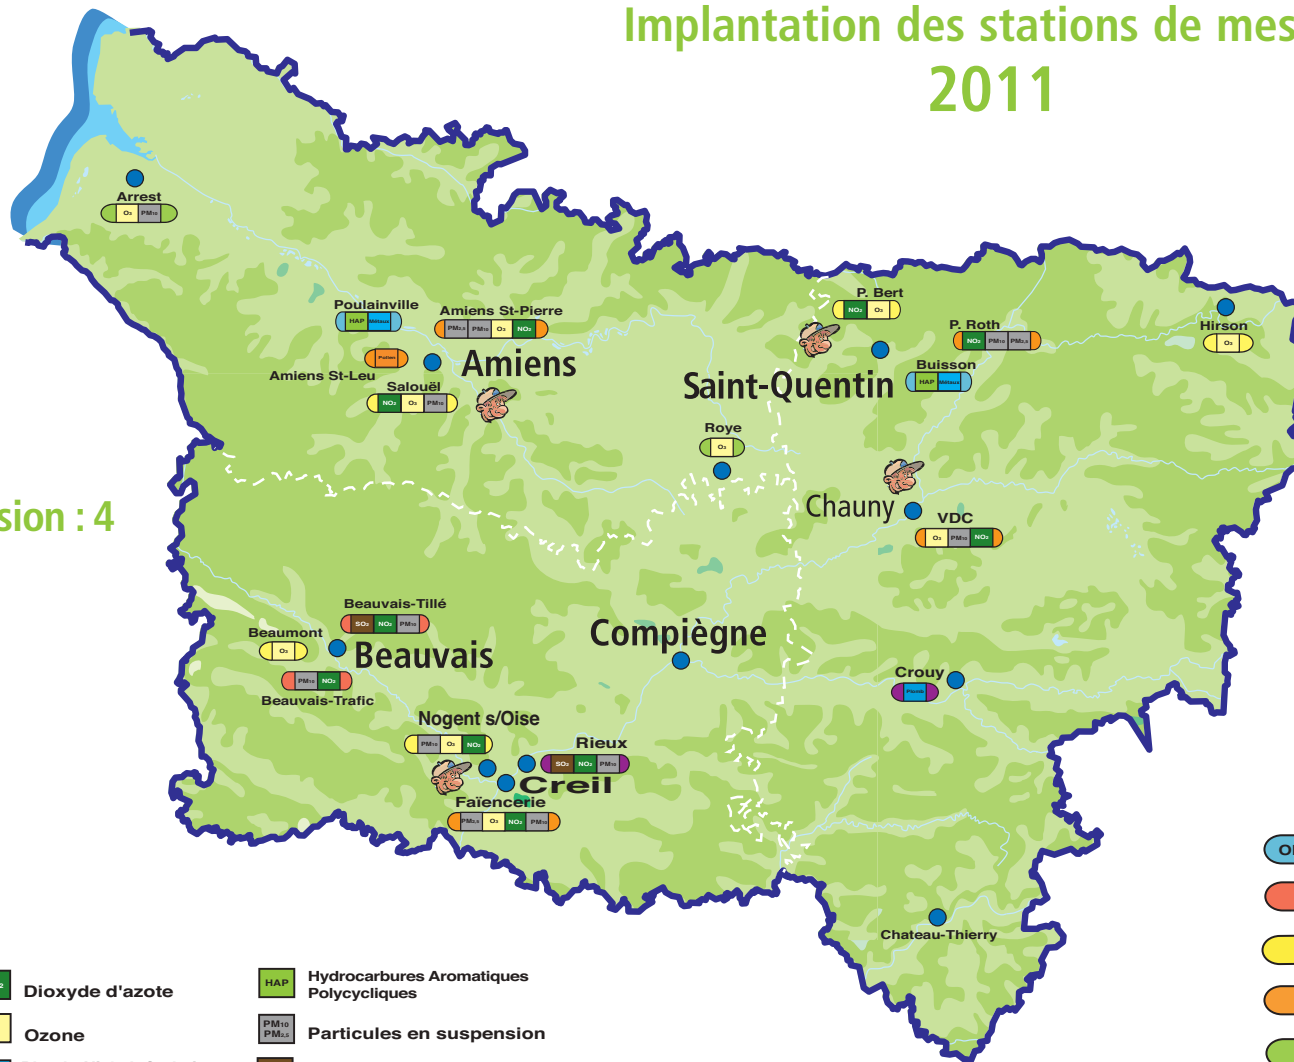 Implantation des stations de mes
2011
Arrest
O₃ PM₁₀
Poulainville
HAP Métaux
Amiens St-Pierre
PM₂,₅ PM₁₀ O₃ NO₂
Amiens
Amiens St-Leu
Salouël
NO₂ O₃ PM₁₀
P. Bert
NO₂ O₃
Saint-Quentin
P. Roth
NO₂ PM₁₀ PM₂,₅
Buisson
HAP Métaux
Hirson
O₃
Roye
O₃
Chauny
VDC
O₃ PM₁₀ NO₂
sion : 4
Beauvais-Tillé
SO₂ NO₂ PM₁₀
Beaumont
O₃
Beauvais
PM₁₀ NO₂
Beauvais-Trafic
Compiègne
Crouy
Plomb
Nogent s/Oise
PM₁₀ O₃ NO₂
Rieux
SO₂ NO₂ PM₁₀
Creil
Faïencerie
PM₂,₅ O₃ NO₂ PM₁₀
Chateau-Thierry
Dioxyde d'azote
HAP Hydrocarbures Aromatiques
Polycycliques
Ozone
PM₁₀
PM₂,₅ Particules en suspension